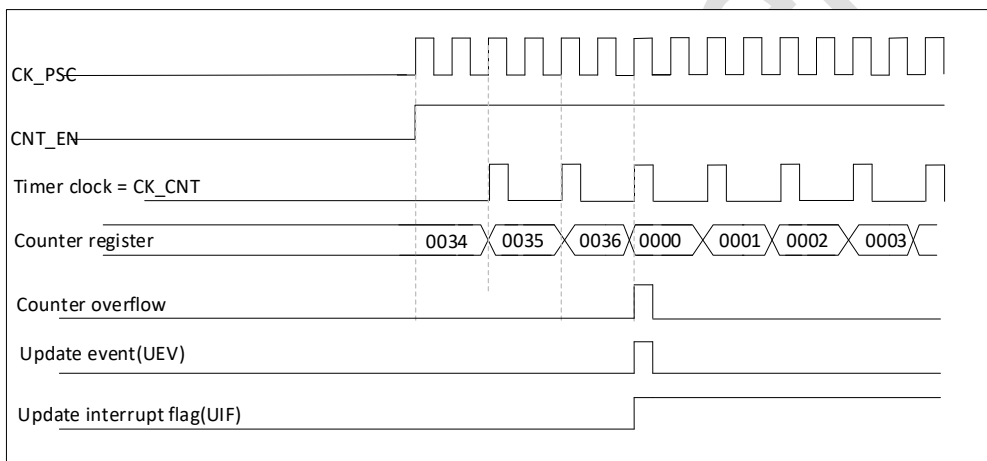 CK_PSC
CNT_EN
Timer clock = CK_CNT
Counter register 0034 0035 0036 0000 0001 0002 0003
Counter overflow
Update event(UEV)
Update interrupt flag(UIF)